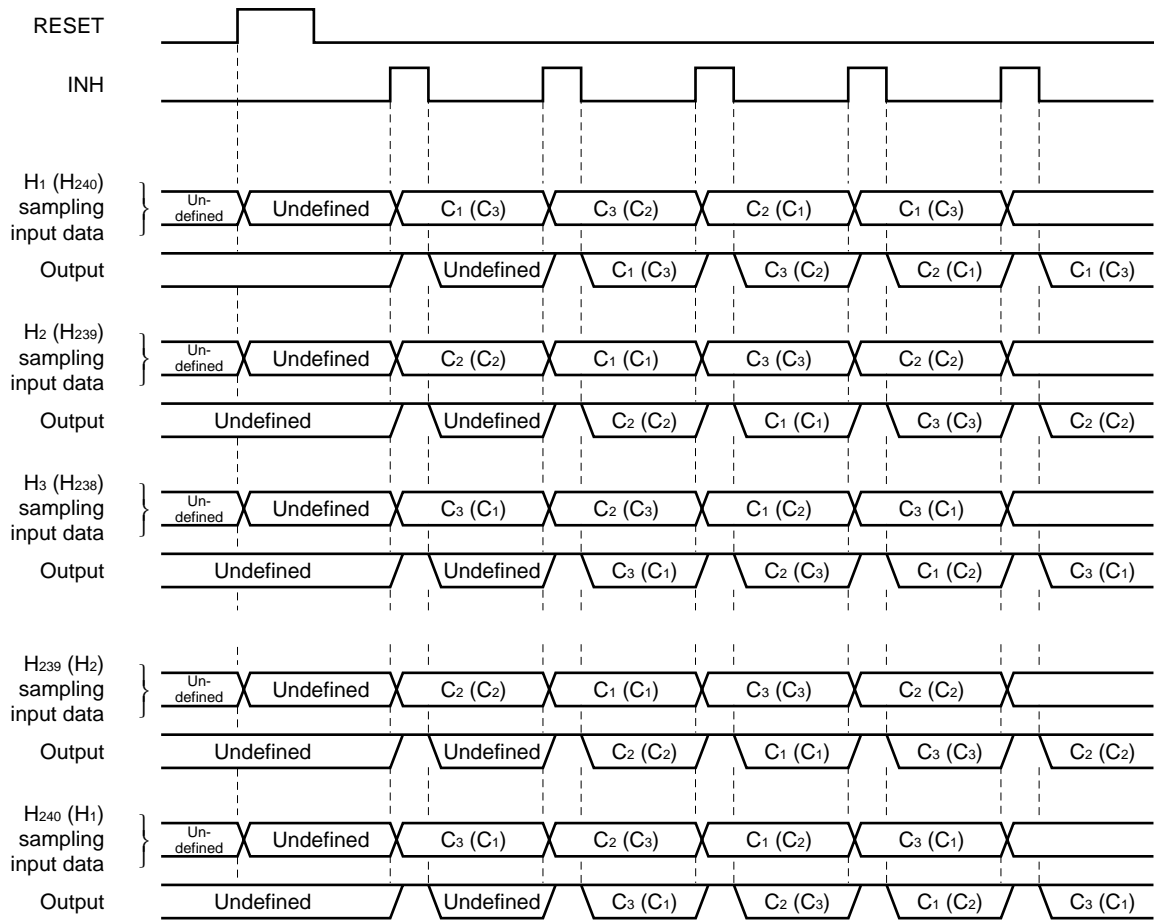 RESET
INH
H₁ (H₂₄₀)
sampling
input data
Un-
defined
Undefined C₁ (C₃) C₃ (C₂) C₂ (C₁) C₁ (C₃)
Output Undefined C₁ (C₃) C₃ (C₂) C₂ (C₁) C₁ (C₃)
H₂ (H₂₃₉)
sampling
input data
Un-
defined
Undefined C₂ (C₂) C₁ (C₁) C₃ (C₃) C₂ (C₂)
Output Undefined Undefined C₂ (C₂) C₁ (C₁) C₃ (C₃) C₂ (C₂)
H₃ (H₂₃₈)
sampling
input data
Un-
defined
Undefined C₃ (C₁) C₂ (C₃) C₁ (C₂) C₃ (C₁)
Output Undefined Undefined C₃ (C₁) C₂ (C₃) C₁ (C₂) C₃ (C₁)
H₂₃₉ (H₂)
sampling
input data
Un-
defined
Undefined C₂ (C₂) C₁ (C₁) C₃ (C₃) C₂ (C₂)
Output Undefined Undefined C₂ (C₂) C₁ (C₁) C₃ (C₃) C₂ (C₂)
H₂₄₀ (H₁)
sampling
input data
Un-
defined
Undefined C₃ (C₁) C₂ (C₃) C₁ (C₂) C₃ (C₁)
Output Undefined Undefined C₃ (C₁) C₂ (C₃) C₁ (C₂) C₃ (C₁)